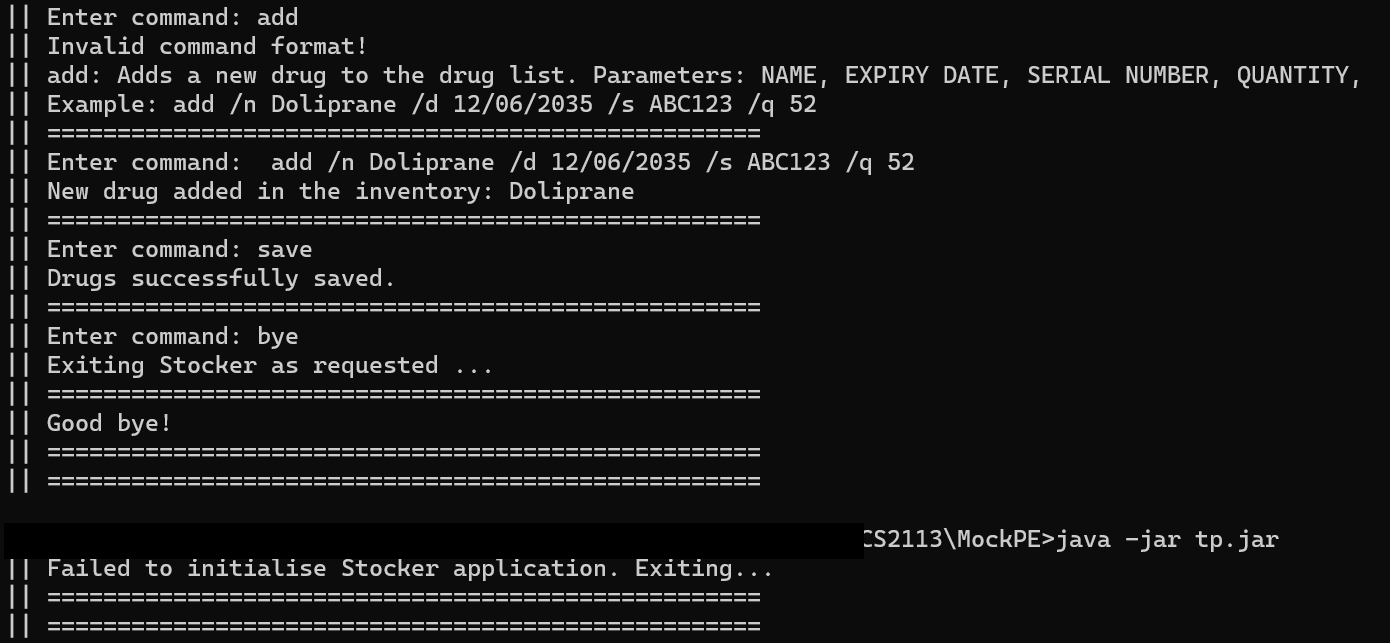 || Enter command: add
|| Invalid command format!
|| add: Adds a new drug to the drug list. Parameters: NAME, EXPIRY DATE, SERIAL NUMBER, QUANTITY,
|| Example: add /n Doliprane /d 12/06/2035 /s ABC123 /q 52
|| ===================================================
|| Enter command:  add /n Doliprane /d 12/06/2035 /s ABC123 /q 52
|| New drug added in the inventory: Doliprane
|| ===================================================
|| Enter command: save
|| Drugs successfully saved.
|| ===================================================
|| Enter command: bye
|| Exiting Stocker as requested ...
|| ===================================================
|| Good bye!
|| ===================================================
|| ===================================================
CS2113\MockPE>java -jar tp.jar
|| Failed to initialise Stocker application. Exiting...
|| ===================================================
|| ===================================================